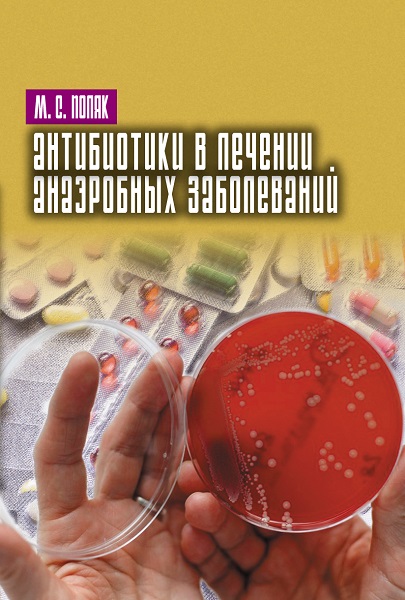 М. С. ПОЛЯК
АНТИБИОТИКИ В ЛЕЧЕНИИ
АНАЭРОБНЫХ ЗАБОЛЕВАНИЙ